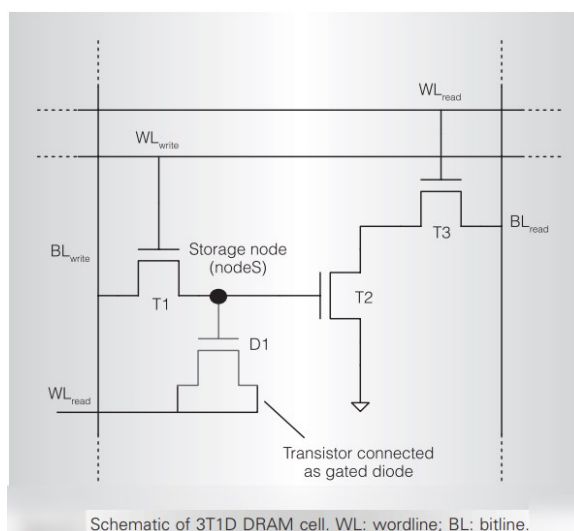 WLread
WLwrite
T3
BLread
BLwrite
Storage node
(nodeS)
T1
T2
D1
WLread
Transistor connected
as gated diode
Schematic of 3T1D DRAM cell. WL: wordline; BL: bitline.